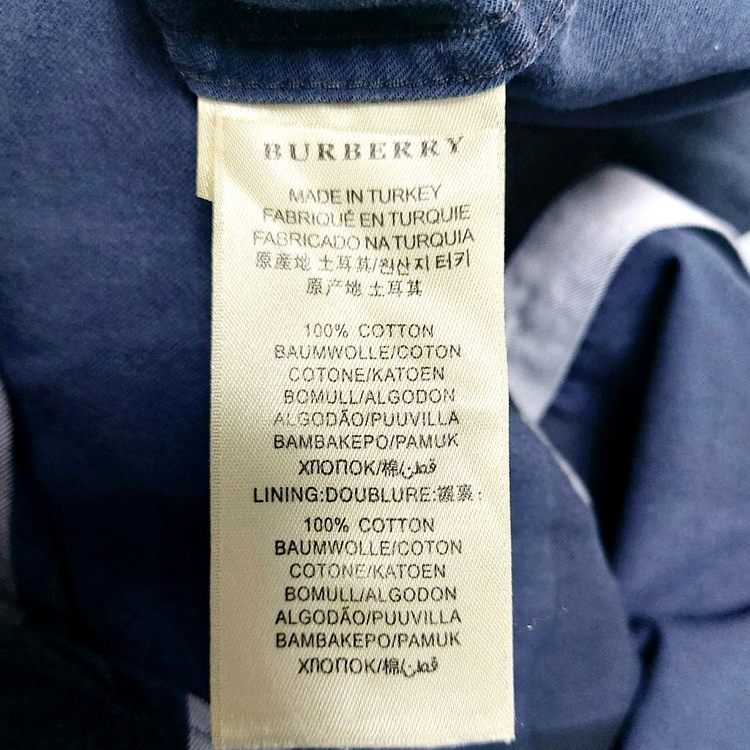 BURBERRY
MADE IN TURKEY
FABRIQUÉ EN TURQUIE
FABRICADO NA TURQUIA
原産地 土耳其/원산지 터키
原产地 土耳其
100% COTTON
BAUMWOLLE/COTON
COTONE/KATOEN
BOMULL/ALGODON
ALGODÃO/PUUVILLA
BAMBAKEPO/PAMUK
ХЛОПОК/棉/قطن
LINING:DOUBLURE:襯裏:
100% COTTON
BAUMWOLLE/COTON
COTONE/KATOEN
BOMULL/ALGODON
ALGODÃO/PUUVILLA
BAMBAKEPO/PAMUK
ХЛОПОК/棉/قطن